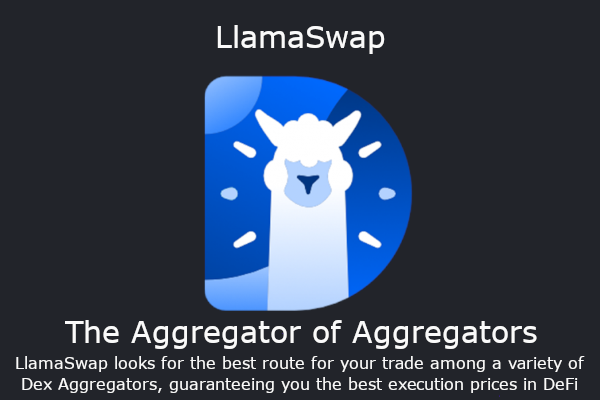 LlamaSwap
The Aggregator of Aggregators
LlamaSwap looks for the best route for your trade among a variety of
Dex Aggregators, guaranteeing you the best execution prices in DeFi